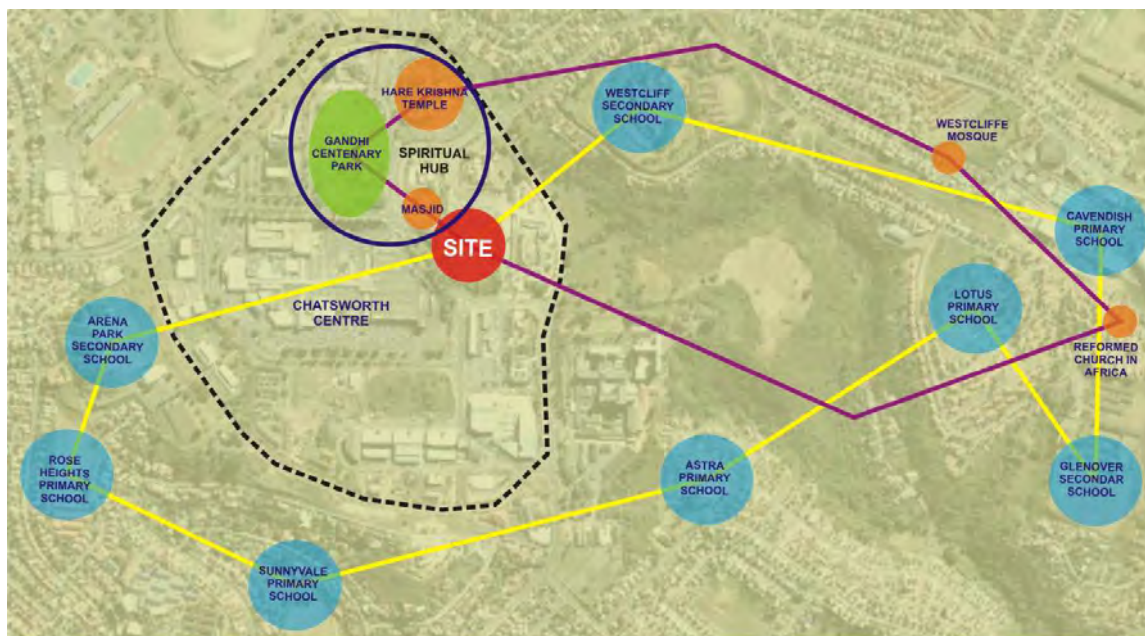 HARE KRISHNA
TEMPLE
WESTCLIFF
SECONDARY
SCHOOL
WESTCLIFFE
MOSQUE
GANDHI
CENTENARY
PARK
SPIRITUAL
HUB
MASJID
SITE
CAVENDISH
PRIMARY
SCHOOL
CHATSWORTH
CENTRE
LOTUS
PRIMARY
SCHOOL
ARENA
PARK
SECONDARY
SCHOOL
REFORMED
CHURCH IN
AFRICA
ROSE
HEIGHTS
PRIMARY
SCHOOL
ASTRA
PRIMARY
SCHOOL
GLENOVER
SECONDAR
SCHOOL
SUNNYVALE
PRIMARY
SCHOOL